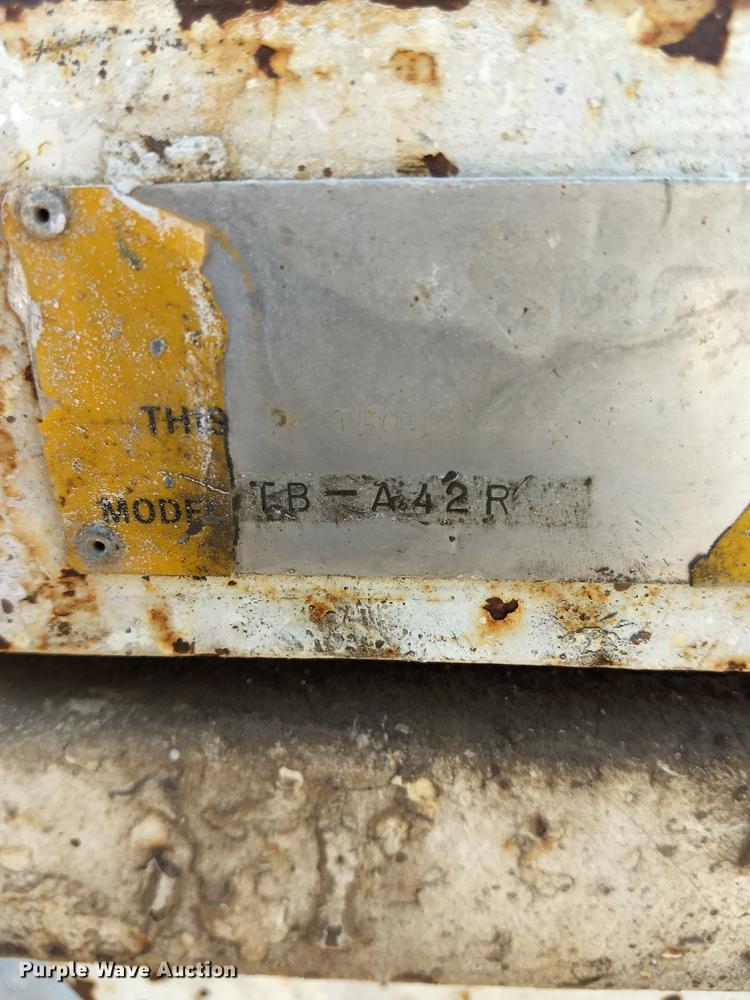 THIS
MODEL EB-A42R
Purple Wave Auction